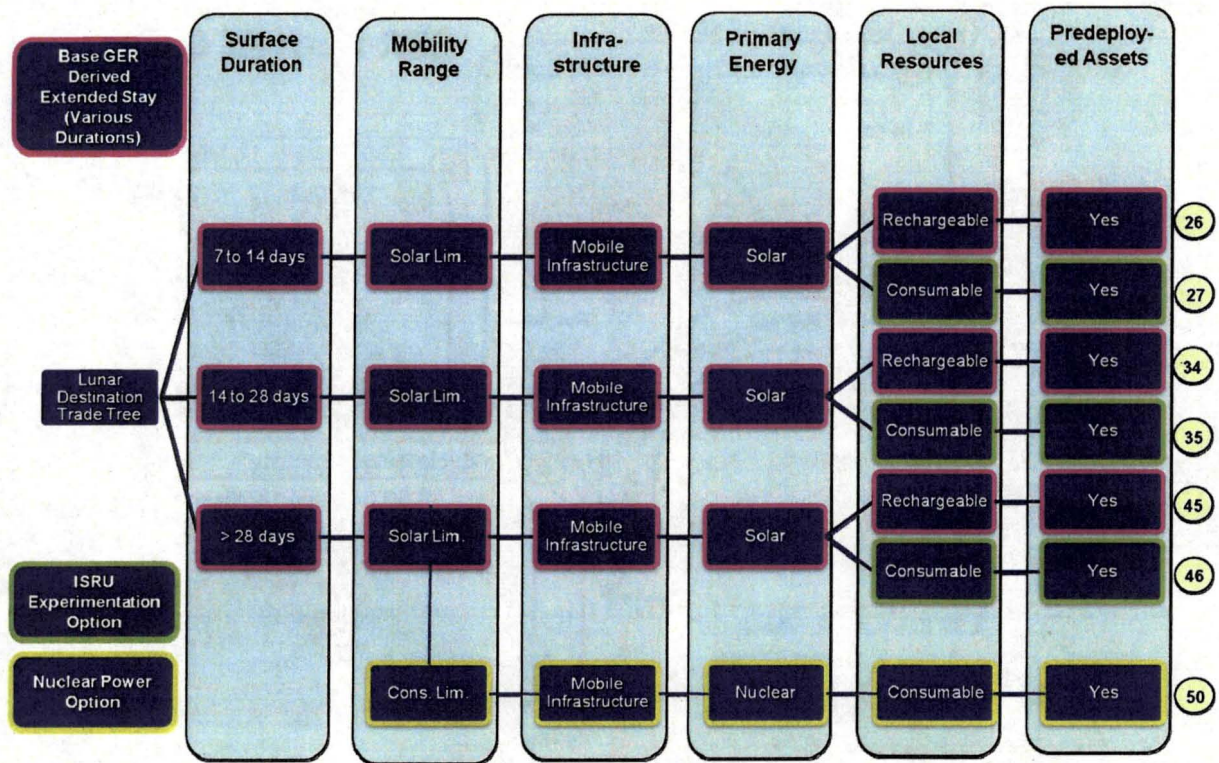 Base GER
Derived
Extended Stay
(Various
Durations)
Surface
Duration
Mobility
Range
Infra-
structure
Primary
Energy
Local
Resources
Predeploy-
ed Assets
Rechargeable
Yes
26
7 to 14 days
Solar Lim.
Mobile
Infrastructure
Solar
Consumable
Yes
27
Rechargeable
Yes
34
Lunar
Destination
Trade Tree
14 to 28 days
Solar Lim.
Mobile
Infrastructure
Solar
Consumable
Yes
35
Rechargeable
Yes
45
> 28 days
Solar Lim.
Mobile
Infrastructure
Solar
Consumable
Yes
46
ISRU
Experimentation
Option
Nuclear Power
Option
Cons. Lim.
Mobile
Infrastructure
Nuclear
Consumable
Yes
50